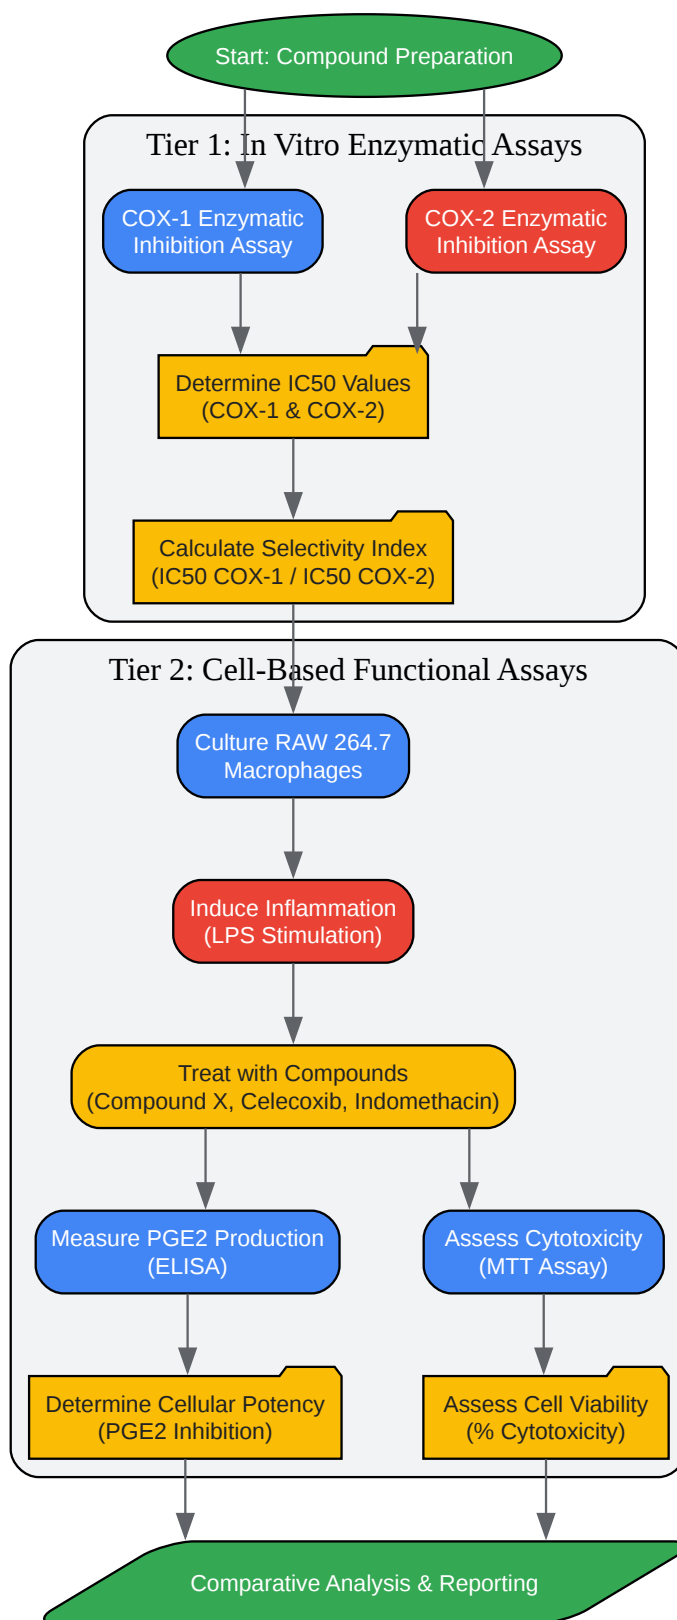 Start: Compound Preparation
Tier 1: In Vitro Enzymatic Assays
COX-1 Enzymatic
Inhibition Assay
COX-2 Enzymatic
Inhibition Assay
Determine IC50 Values
(COX-1 & COX-2)
Calculate Selectivity Index
(IC50 COX-1 / IC50 COX-2)
Tier 2: Cell-Based Functional Assays
Culture RAW 264.7
Macrophages
Induce Inflammation
(LPS Stimulation)
Treat with Compounds
(Compound X, Celecoxib, Indomethacin)
Measure PGE2 Production
(ELISA)
Assess Cytotoxicity
(MTT Assay)
Determine Cellular Potency
(PGE2 Inhibition)
Assess Cell Viability
(% Cytotoxicity)
Comparative Analysis & Reporting